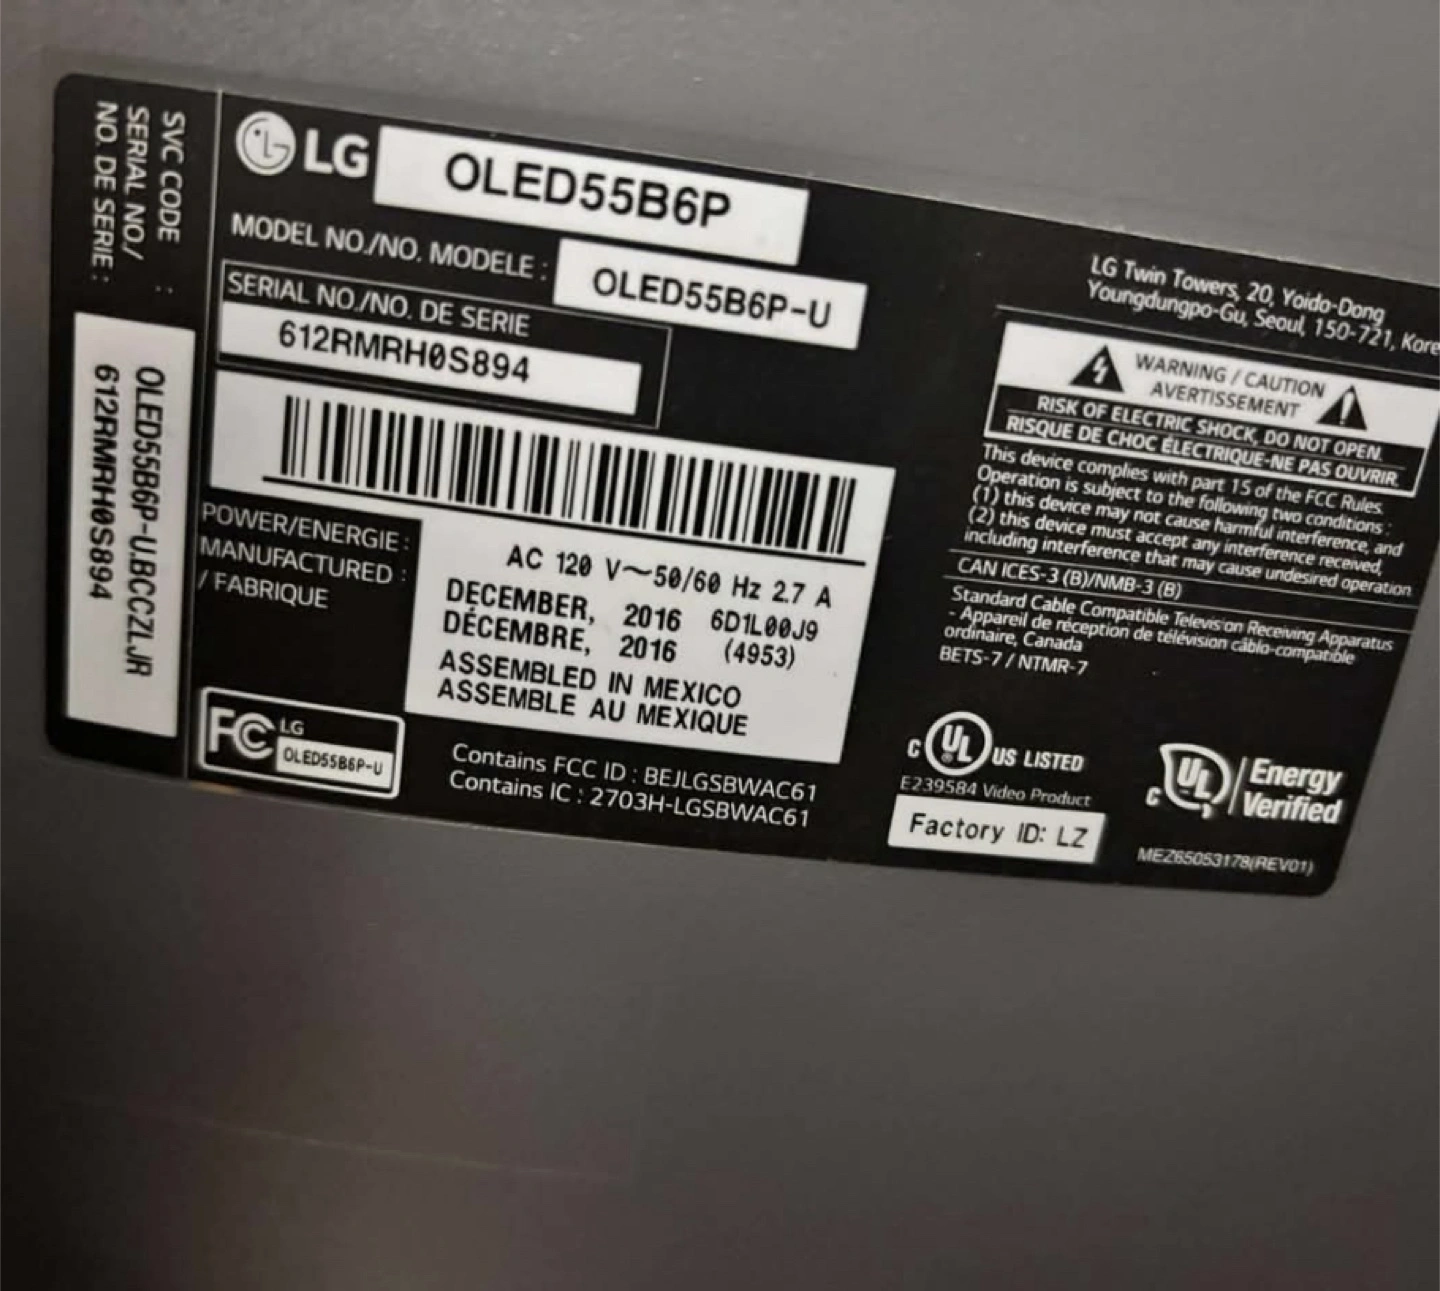 SVC CODE :
SERIAL NO./
NO. DE SERIE :
OLED55B6P-U.BCCZLJR
612RMRH0S894
LG OLED55B6P
MODEL NO./NO. MODELE : OLED55B6P-U
SERIAL NO./NO. DE SERIE
612RMRH0S894
POWER/ENERGIE : AC 120 V~50/60 Hz 2.7 A
MANUFACTURED : DECEMBER, 2016 6D1L00J9
/ FABRIQUE DÉCEMBRE, 2016 (4953)
ASSEMBLED IN MEXICO
ASSEMBLE AU MEXIQUE
FC LG
OLED55B6P-U
Contains FCC ID : BEJLGSBWAC61
Contains IC : 2703H-LGSBWAC61
LG Twin Towers, 20, Yoido-Dong
Youngdungpo-Gu, Seoul, 150-721, Kore
WARNING / CAUTION
AVERTISSEMENT
RISK OF ELECTRIC SHOCK, DO NOT OPEN.
RISQUE DE CHOC ÉLECTRIQUE-NE PAS OUVRIR.
This device complies with part 15 of the FCC Rules.
Operation is subject to the following two conditions :
(1) this device may not cause harmful interference, and
(2) this device must accept any interference received,
including interference that may cause undesired operation.
CAN ICES-3 (B)/NMB-3 (B)
Standard Cable Compatible Television Receiving Apparatus
- Appareil de réception de télévision câblo-compatible
ordinaire, Canada
BETS-7 / NTMR-7
C UL US LISTED
E239584 Video Product
Factory ID: LZ
C UL Energy
Verified
MEZ65053178(REV01)